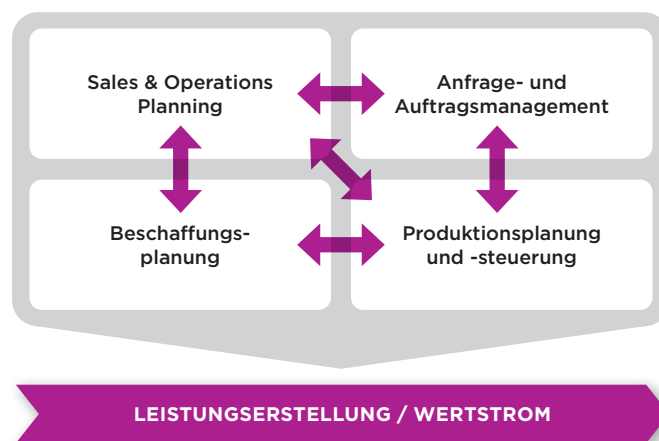 Sales & Operations
Planning
Anfrage- und
Auftragsmanagement
Beschaffungs-
planung
Produktionsplanung
und -steuerung
LEISTUNGSERSTELLUNG / WERTSTROM